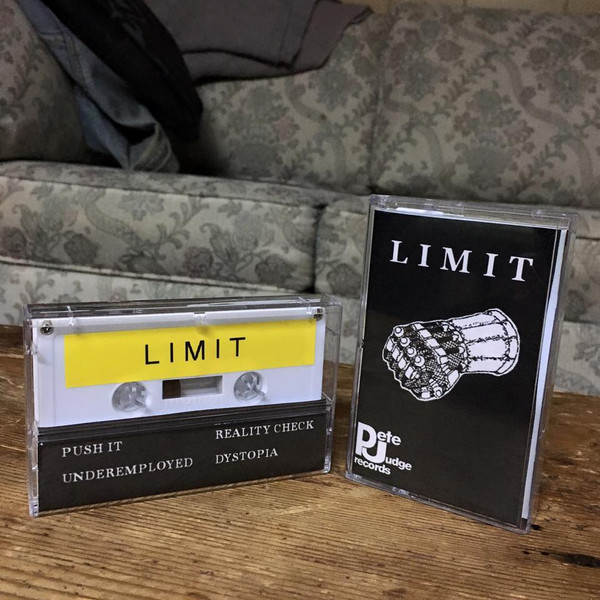 LIMIT
PUSH IT
UNDEREMPLOYED
REALITY CHECK
DYSTOPIA
LIMIT
Pete
Judge
records